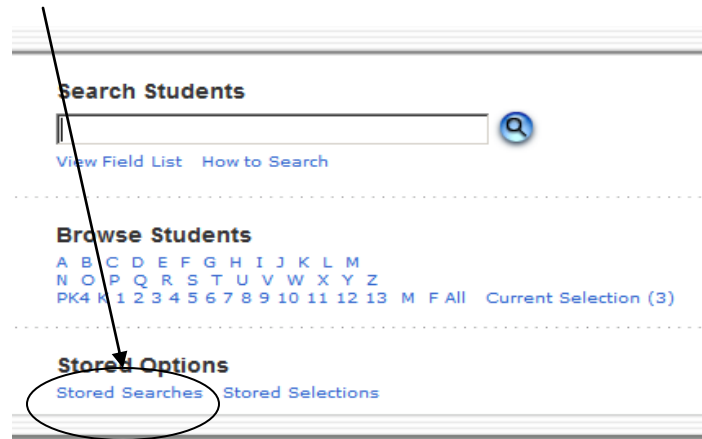 Search Students
View Field List How to Search
Browse Students
A B C D E F G H I J K L M
N O P Q R S T U V W X Y Z
PK4 K 1 2 3 4 5 6 7 8 9 10 11 12 13 M F All Current Selection (3)
Stored Options
Stored Searches Stored Selections